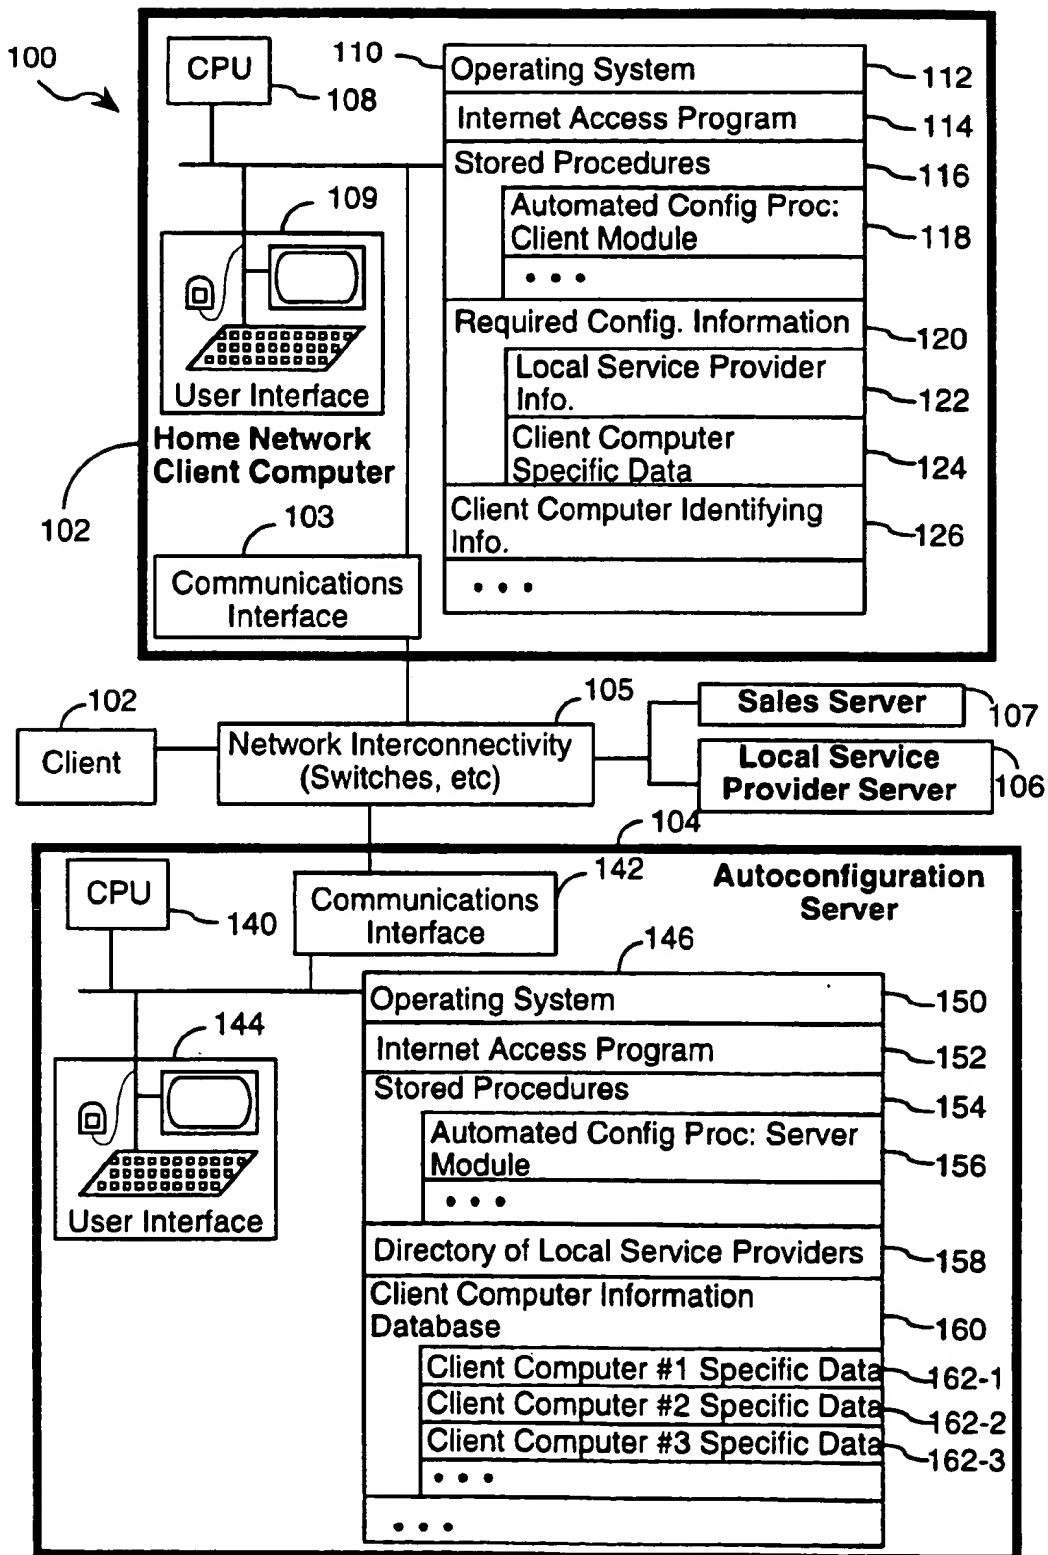 100
CPU
108
110
Operating System
112
Internet Access Program
114
Stored Procedures
116
Automated Config Proc:
Client Module
118
• • •
109
User Interface
Required Config. Information
120
Local Service Provider
Info.
122
Client Computer
Specific Data
124
Client Computer Identifying
Info.
126
• • •
Home Network
Client Computer
102
103
Communications
Interface
102
Client
105
Network Interconnectivity
(Switches, etc)
Sales Server
107
Local Service
Provider Server
106
104
Autoconfiguration
Server
CPU
140
142
Communications
Interface
146
Operating System
150
Internet Access Program
152
Stored Procedures
154
Automated Config Proc: Server
Module
156
• • •
144
User Interface
Directory of Local Service Providers
158
Client Computer Information
Database
160
Client Computer #1 Specific Data
162-1
Client Computer #2 Specific Data
162-2
Client Computer #3 Specific Data
162-3
• • •
• • •